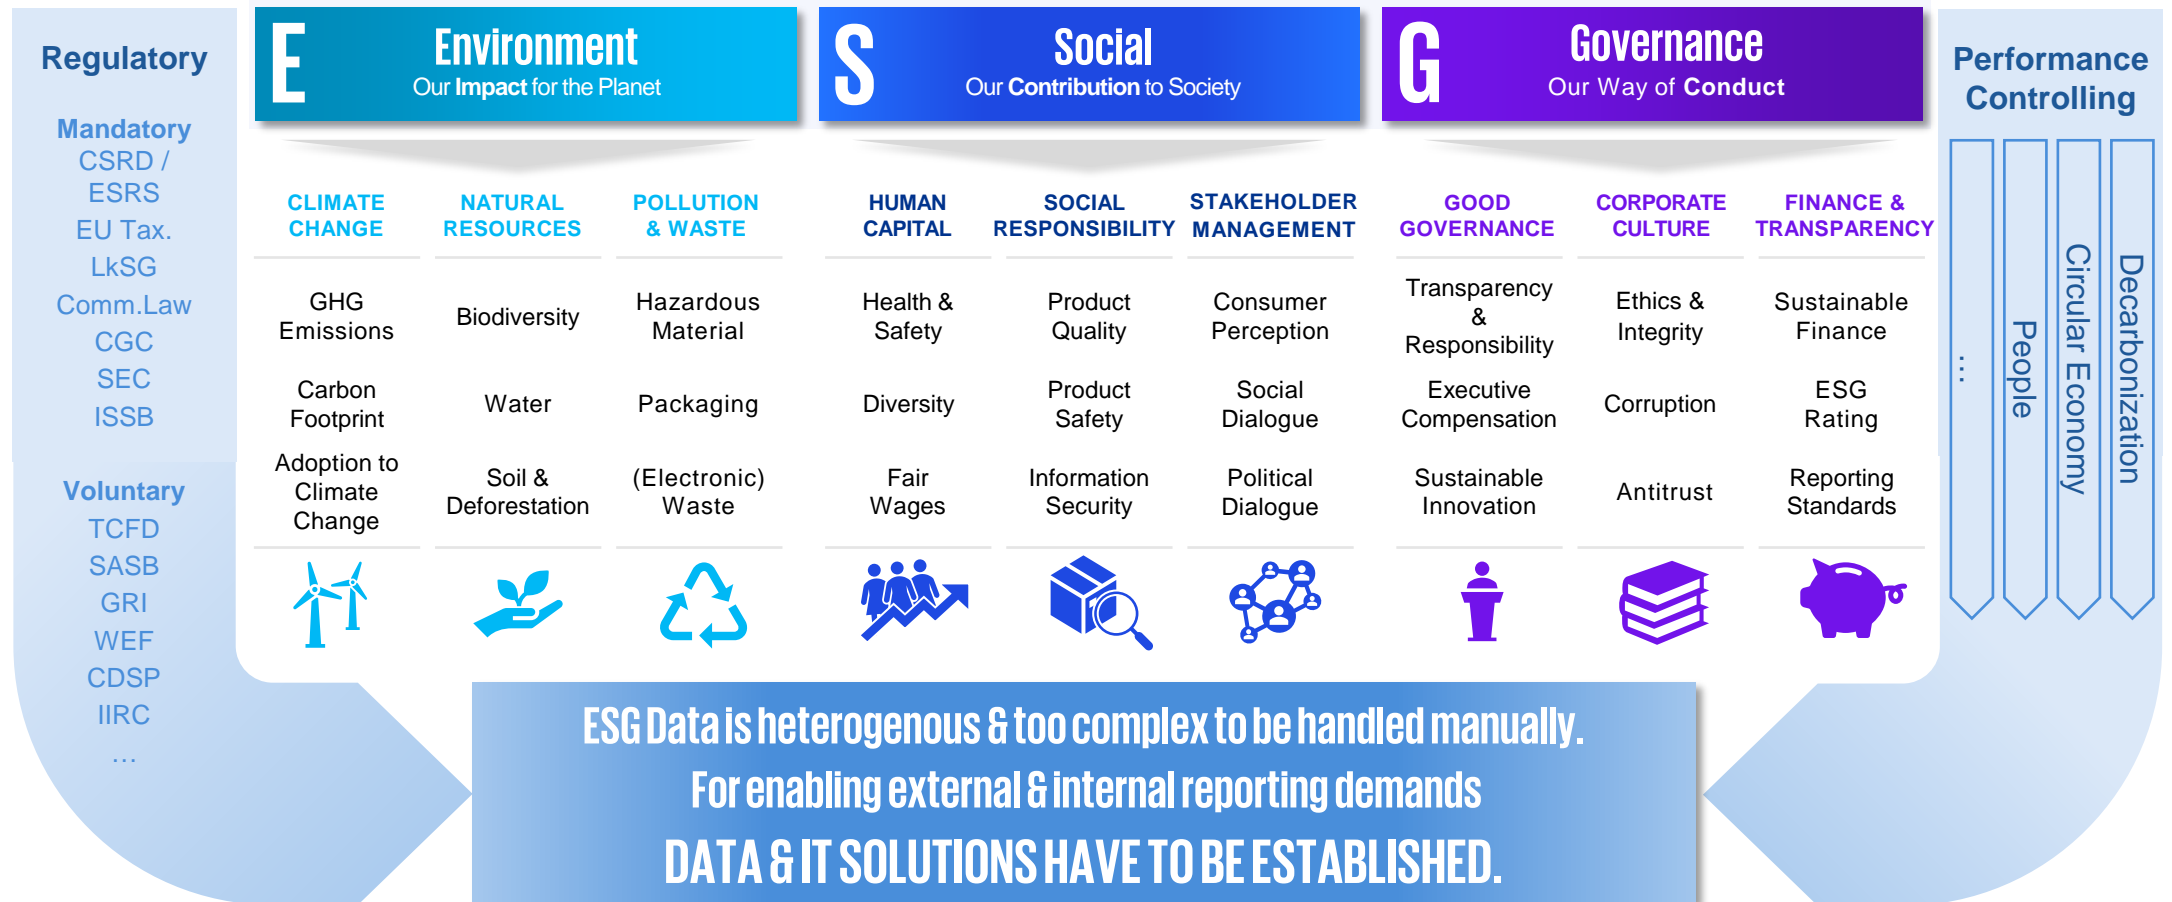 Regulatory
Mandatory
CSRD /
ESRS
EU Tax.
LkSG
Comm.Law
CGC
SEC
ISSB
Voluntary
TCFD
SASB
GRI
WEF
CDSP
IIRC
...
E
Environment
Our Impact for the Planet
CLIMATE
CHANGE
GHG
Emissions
Carbon
Footprint
Adoption to
Climate
Change
NATURAL
RESOURCES
Biodiversity
Water
Soil &
Deforestation
POLLUTION
& WASTE
Hazardous
Material
Packaging
(Electronic)
Waste
S
Social
Our Contribution to Society
HUMAN
CAPITAL
Health &
Safety
Diversity
Fair
Wages
SOCIAL
RESPONSIBILITY
Product
Quality
Product
Safety
Information
Security
STAKEHOLDER
MANAGEMENT
Consumer
Perception
Social
Dialogue
Political
Dialogue
G
Governance
Our Way of Conduct
GOOD
GOVERNANCE
Transparency
&
Responsibility
Executive
Compensation
Sustainable
Innovation
CORPORATE
CULTURE
Ethics &
Integrity
Corruption
Antitrust
FINANCE &
TRANSPARENCY
Sustainable
Finance
ESG
Rating
Reporting
Standards
Performance
Controlling
...
People
Circular Economy
Decarbonization
ESG Data is heterogenous & too complex to be handled manually.
For enabling external & internal reporting demands
DATA & IT SOLUTIONS HAVE TO BE ESTABLISHED.